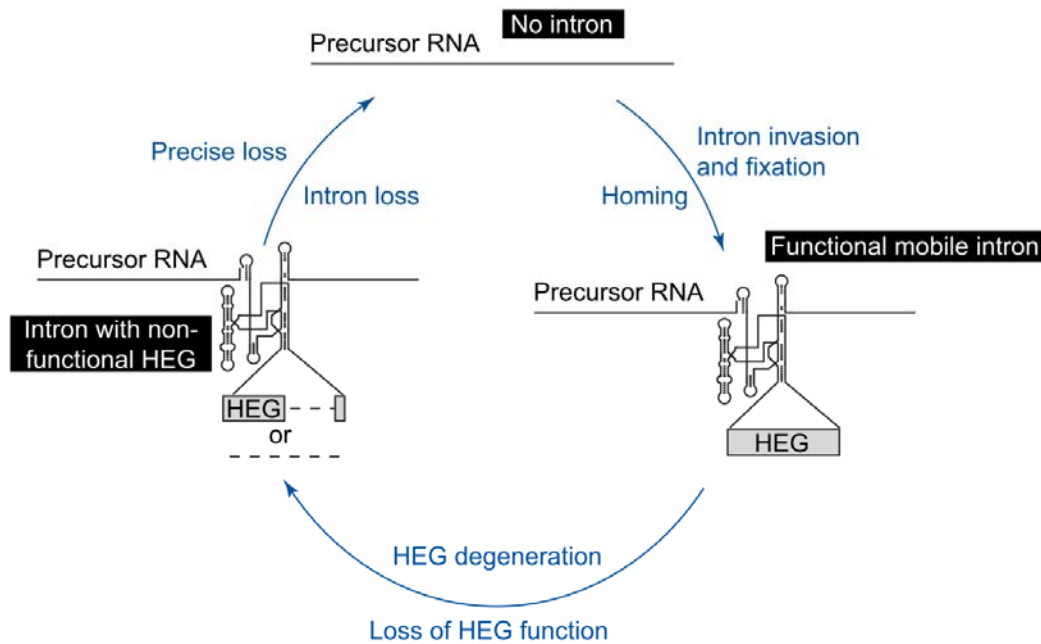 No intron
Precursor RNA
Precise loss
Intron loss
Intron invasion
and fixation
Homing
Precursor RNA
Intron with non-
functional HEG
HEG
or
Functional mobile intron
Precursor RNA
HEG
HEG degeneration
Loss of HEG function